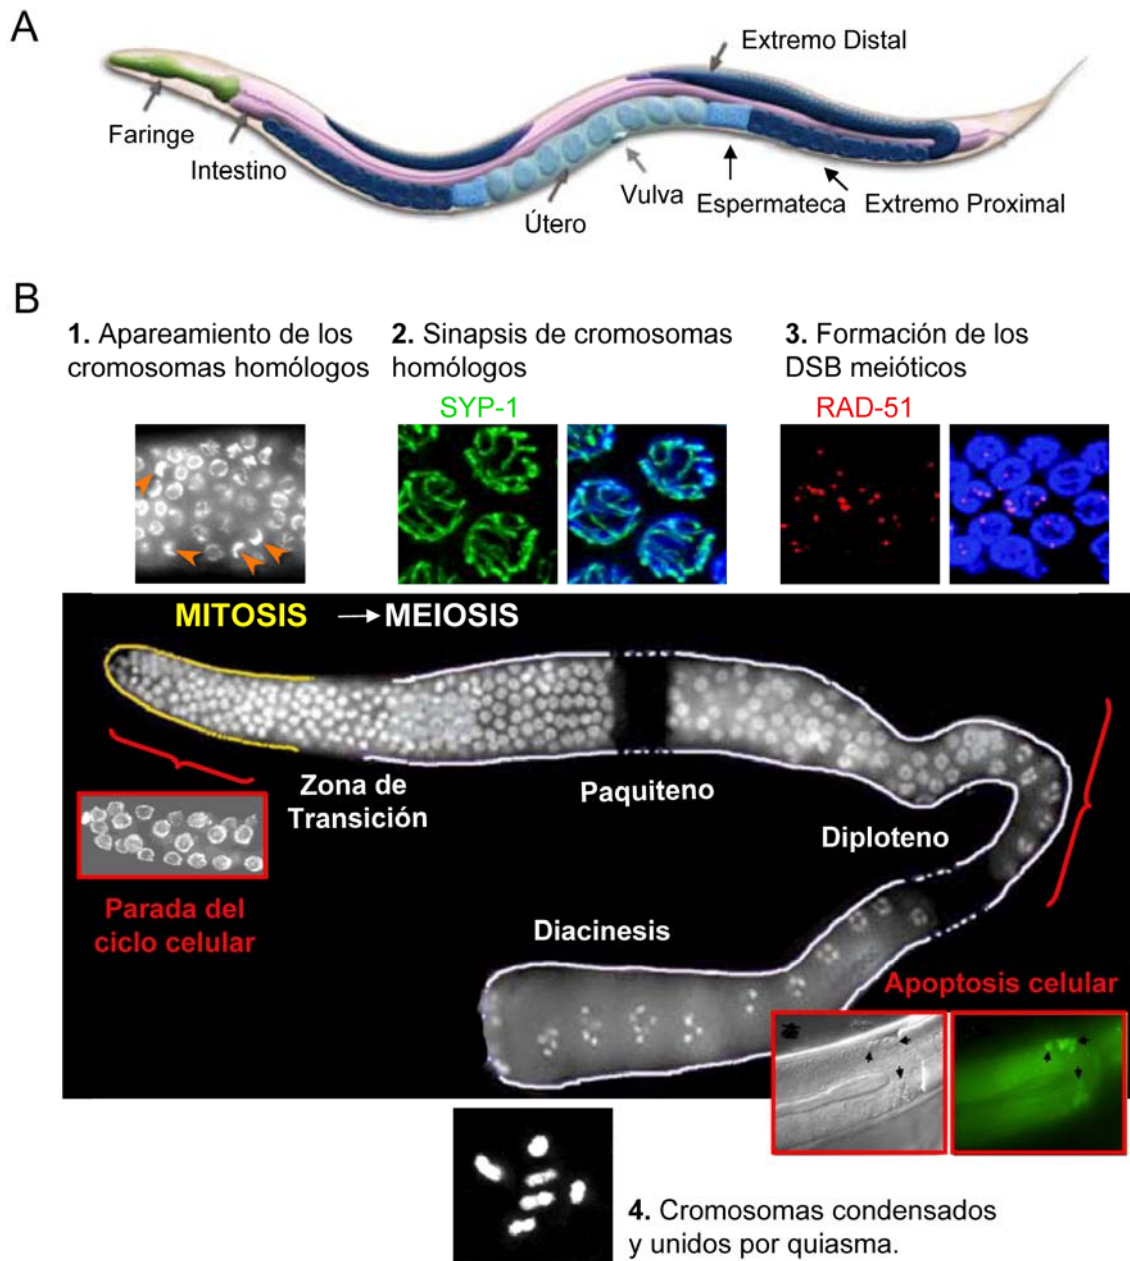 A
Extremo Distal
Faringe
Intestino
Vulva
Espermateca
Extremo Proximal
Útero
B
1. Apareamiento de los
cromosomas homólogos
2. Sinapsis de cromosomas
homólogos
3. Formación de los
DSB meióticos
SYP-1
RAD-51
MITOSIS → MEIOSIS
Zona de
Transición
Paquiteno
Diploteno
Parada del
ciclo celular
Diacinesis
Apoptosis celular
4. Cromosomas condensados
y unidos por quiasma.